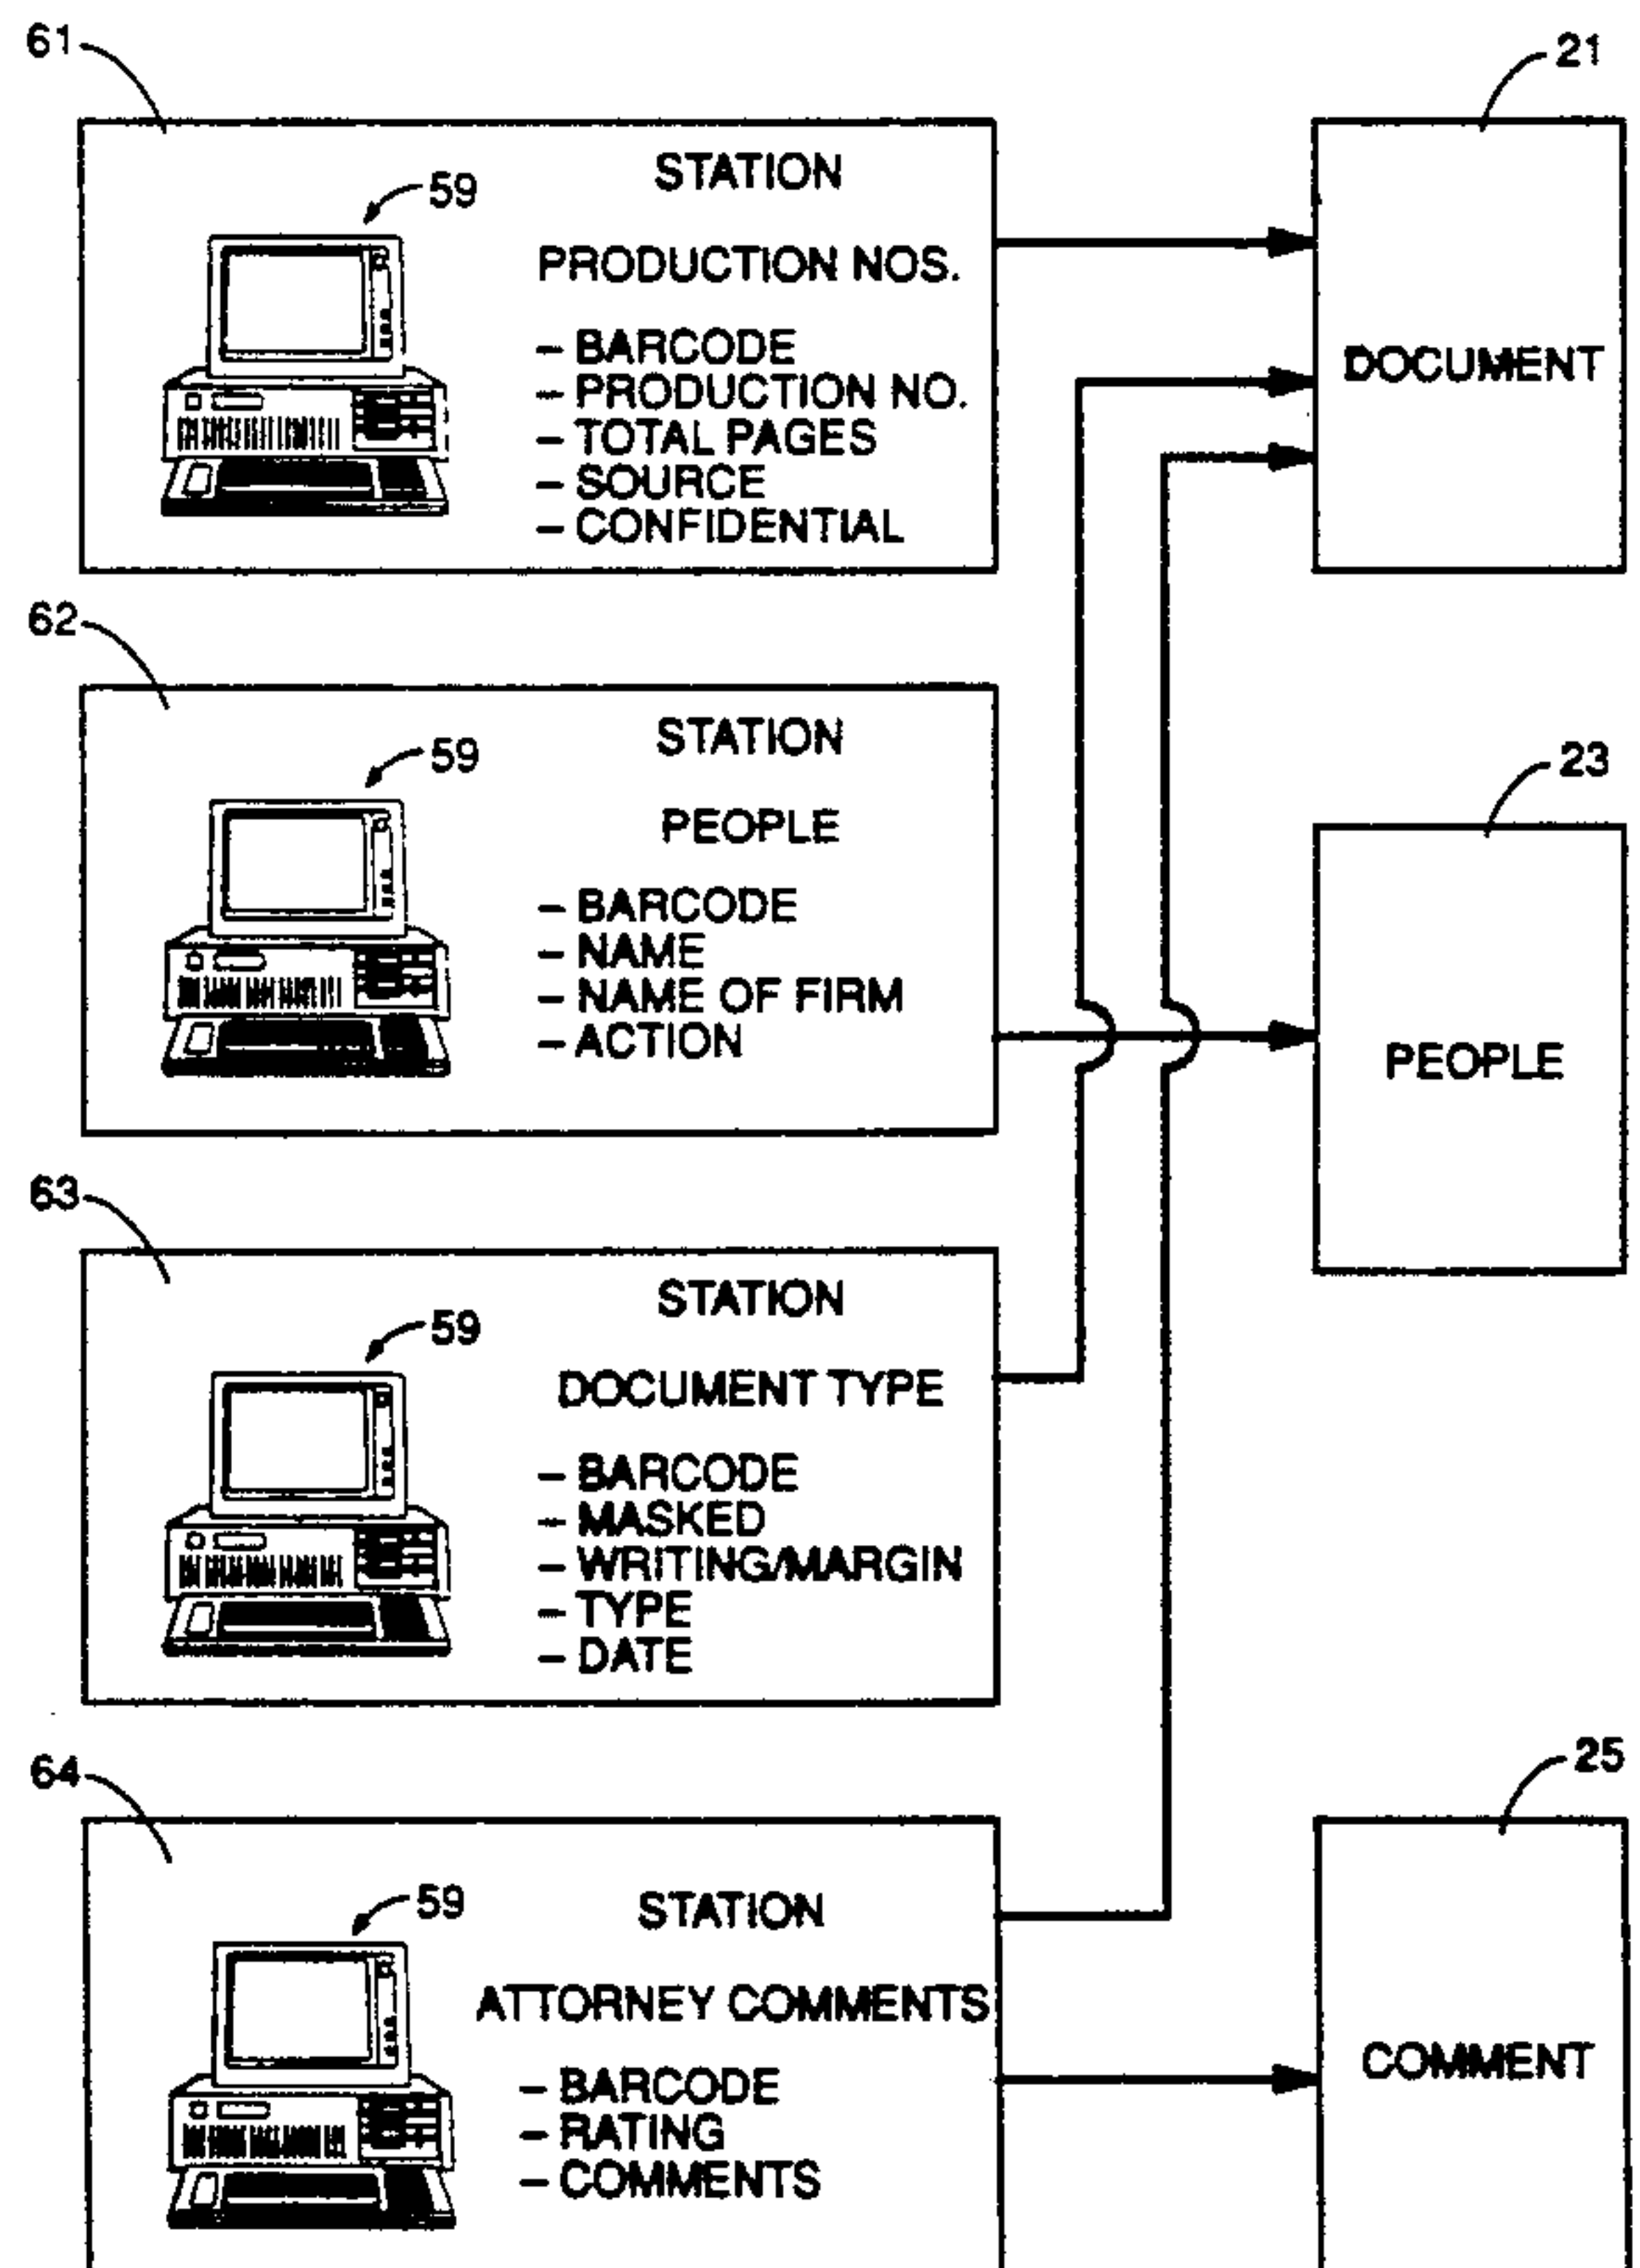 61
59
STATION
PRODUCTION NOS.
- BARCODE
- PRODUCTION NO.
- TOTAL PAGES
- SOURCE
- CONFIDENTIAL
21
DOCUMENT
62
59
STATION
PEOPLE
- BARCODE
- NAME
- NAME OF FIRM
- ACTION
23
PEOPLE
63
59
STATION
DOCUMENT TYPE
- BARCODE
- MASKED
- WRITING/MARGIN
- TYPE
- DATE
64
59
STATION
ATTORNEY COMMENTS
- BARCODE
- RATING
- COMMENTS
25
COMMENT